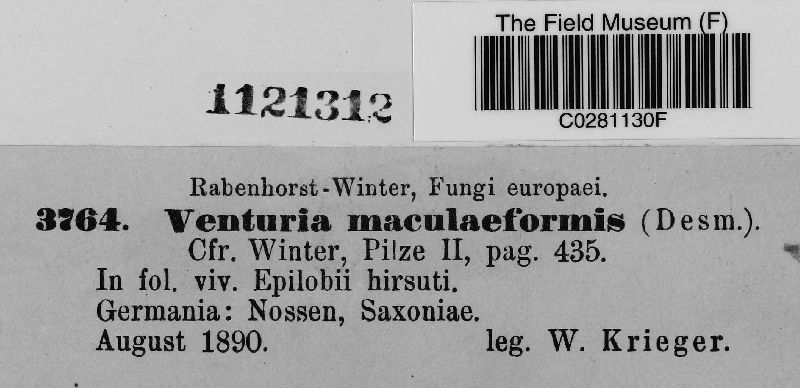 The Field Museum (F)
C0281130F
1121312
Rabenhorst-Winter, Fungi europaei.
3764. Venturia maculaeformis (Desm.).
Cfr. Winter, Pilze II, pag. 435.
In fol. viv. Epilobii hirsuti.
Germania: Nossen, Saxoniae.
August 1890. leg. W. Krieger.